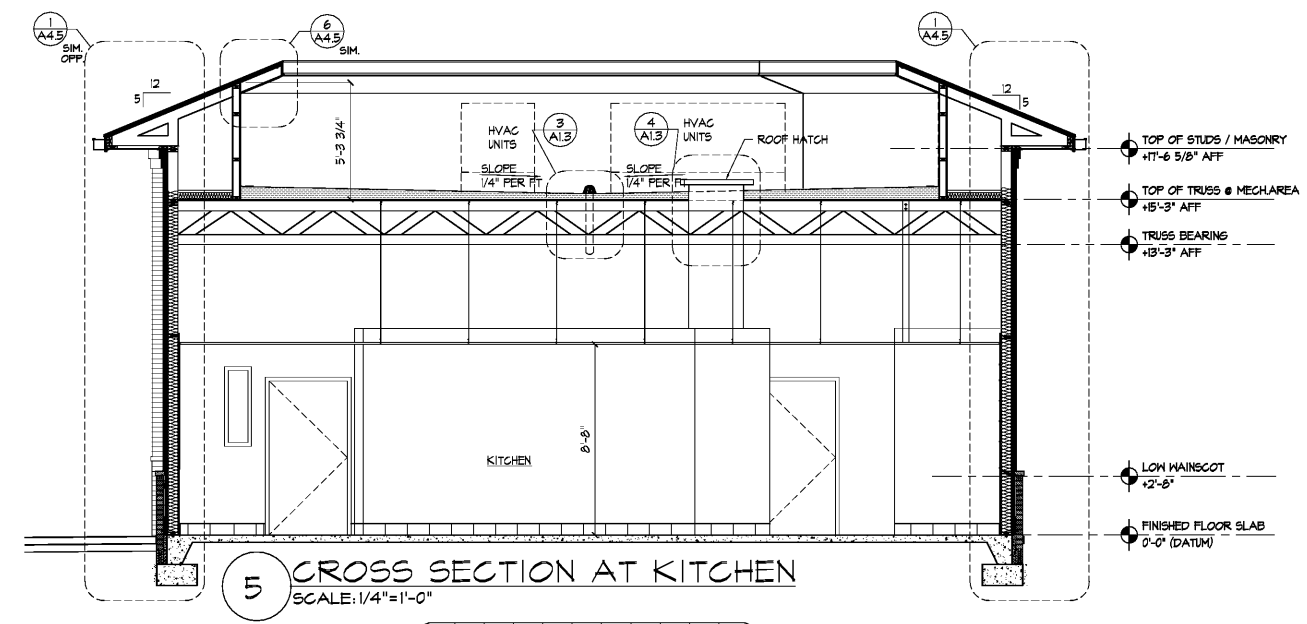 1
A4.5
SIM.
OPP.
6
A4.5
SIM.
1
A4.5
12
5
12
5
5'-3 3/4"
HVAC
UNITS
3
A1.3
4
A1.3
HVAC
UNITS
ROOF HATCH
SLOPE
1/4" PER FT
SLOPE
1/4" PER FT
TOP OF STUDS / MASONRY
+17'-6 5/8" AFF
TOP OF TRUSS @ MECH.AREA
+15'-3" AFF
TRUSS BEARING
+13'-3" AFF
8'-8"
KITCHEN
LOW WAINSCOT
+2'-8"
FINISHED FLOOR SLAB
0'-0" (DATUM)
5
CROSS SECTION AT KITCHEN
SCALE: 1/4"=1'-0"